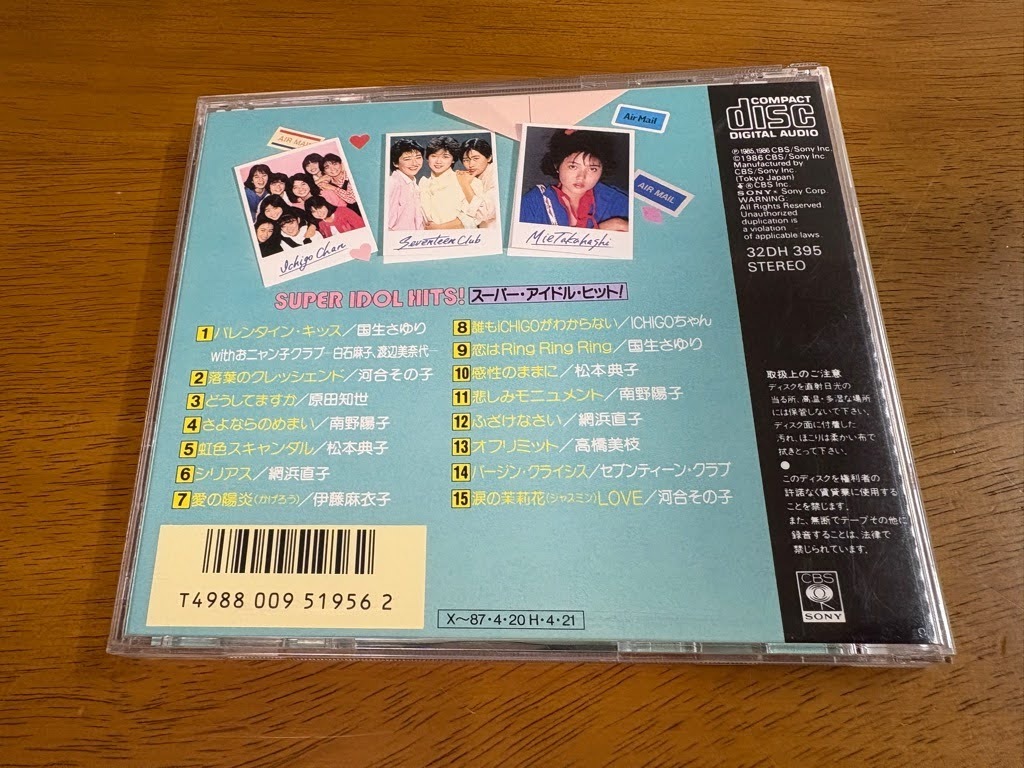 AIR MAIL
Air Mail
AIR MAIL
Ichigo Chan
Seventeen Club
Mie Takahashi
SUPER IDOL HITS! スーパー・アイドル・ヒット!
1 バレンタイン・キッス/国生さゆり
withおニャン子クラブ—白石麻子、渡辺美奈代—
2 落葉のクレッシェンド/河合その子
3 どうしてますか/原田知世
4 さよならのめまい/南野陽子
5 虹色スキャンダル/松本典子
6 シリアス/網浜直子
7 愛の陽炎(かげろう)/伊藤麻衣子
8 誰もICHIGOがわからない/ICHIGOちゃん
9 恋はRing Ring Ring/国生さゆり
10 感性のままに/松本典子
11 悲しみモニュメント/南野陽子
12 ふざけなさい/網浜直子
13 オフリミット/高橋美枝
14 バージン・クライシス/セブンティーン・クラブ
15 涙の茉莉花(ジャスミン)LOVE/河合その子
T4988 009 51956 2
X～87・4・20 H・4・21
COMPACT
disc
DIGITAL AUDIO
℗1985,1986 CBS/Sony Inc.
©1986 CBS/Sony Inc.
Manufactured by
CBS/Sony Inc.
(Tokyo Japan)
CBS Inc.
SONY® Sony Corp.
WARNING:
All Rights Reserved.
Unauthorized
duplication is
a violation
of applicable laws.
32DH 395
STEREO
取扱上のご注意
ディスクを直射日光の
当る所、高温・多湿な場所
には保管しないで下さい。
ディスク面に付着した
汚れ、ほこりは柔かい布で
拭きとって下さい。
●
このディスクを権利者の
許諾なく賃貸業に使用する
ことを禁じます。
また、無断でテープその他に
録音することは、法律で
禁じられています。
CBS
SONY